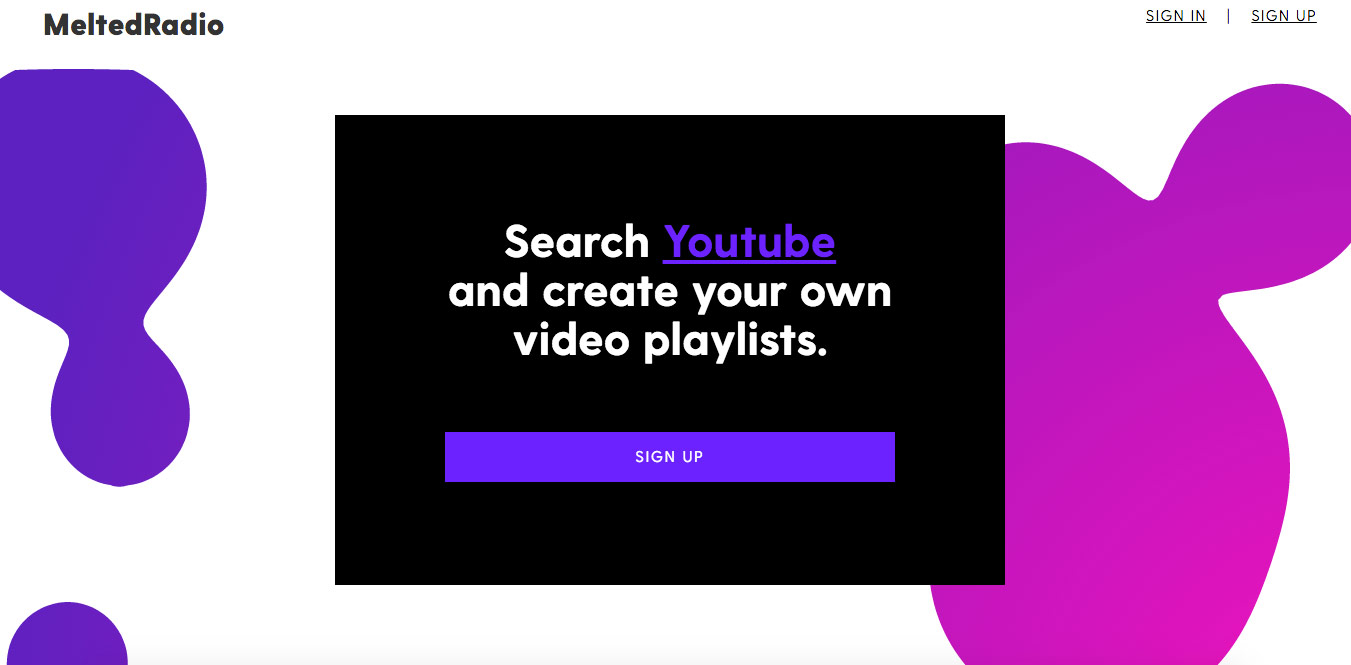 MeltedRadio
SIGN IN | SIGN UP
Search Youtube
and create your own
video playlists.
SIGN UP